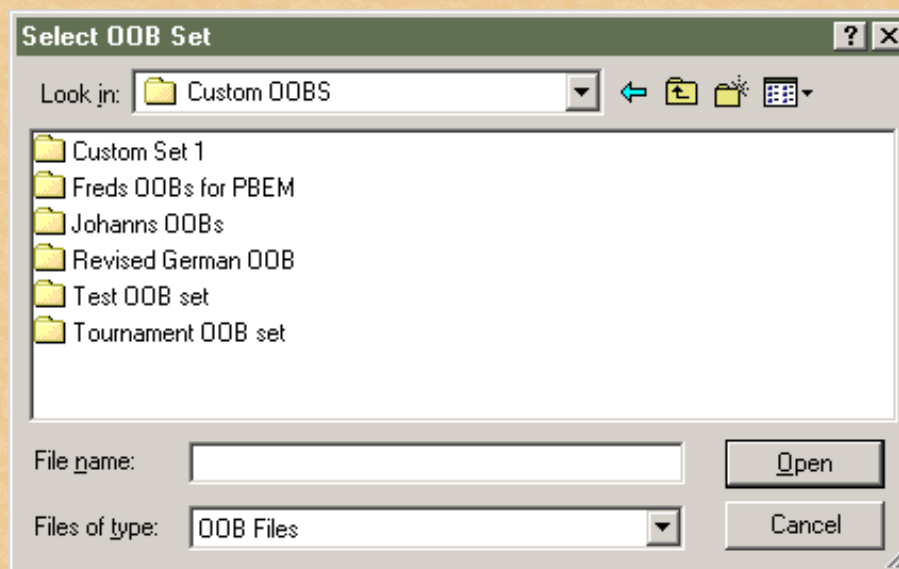 Select OOB Set
Look in: Custom OOBS
Custom Set 1
Freds OOBs for PBEM
Johanns OOBs
Revised German OOB
Test OOB set
Tournament OOB set
File name: Open
Files of type: OOB Files Cancel